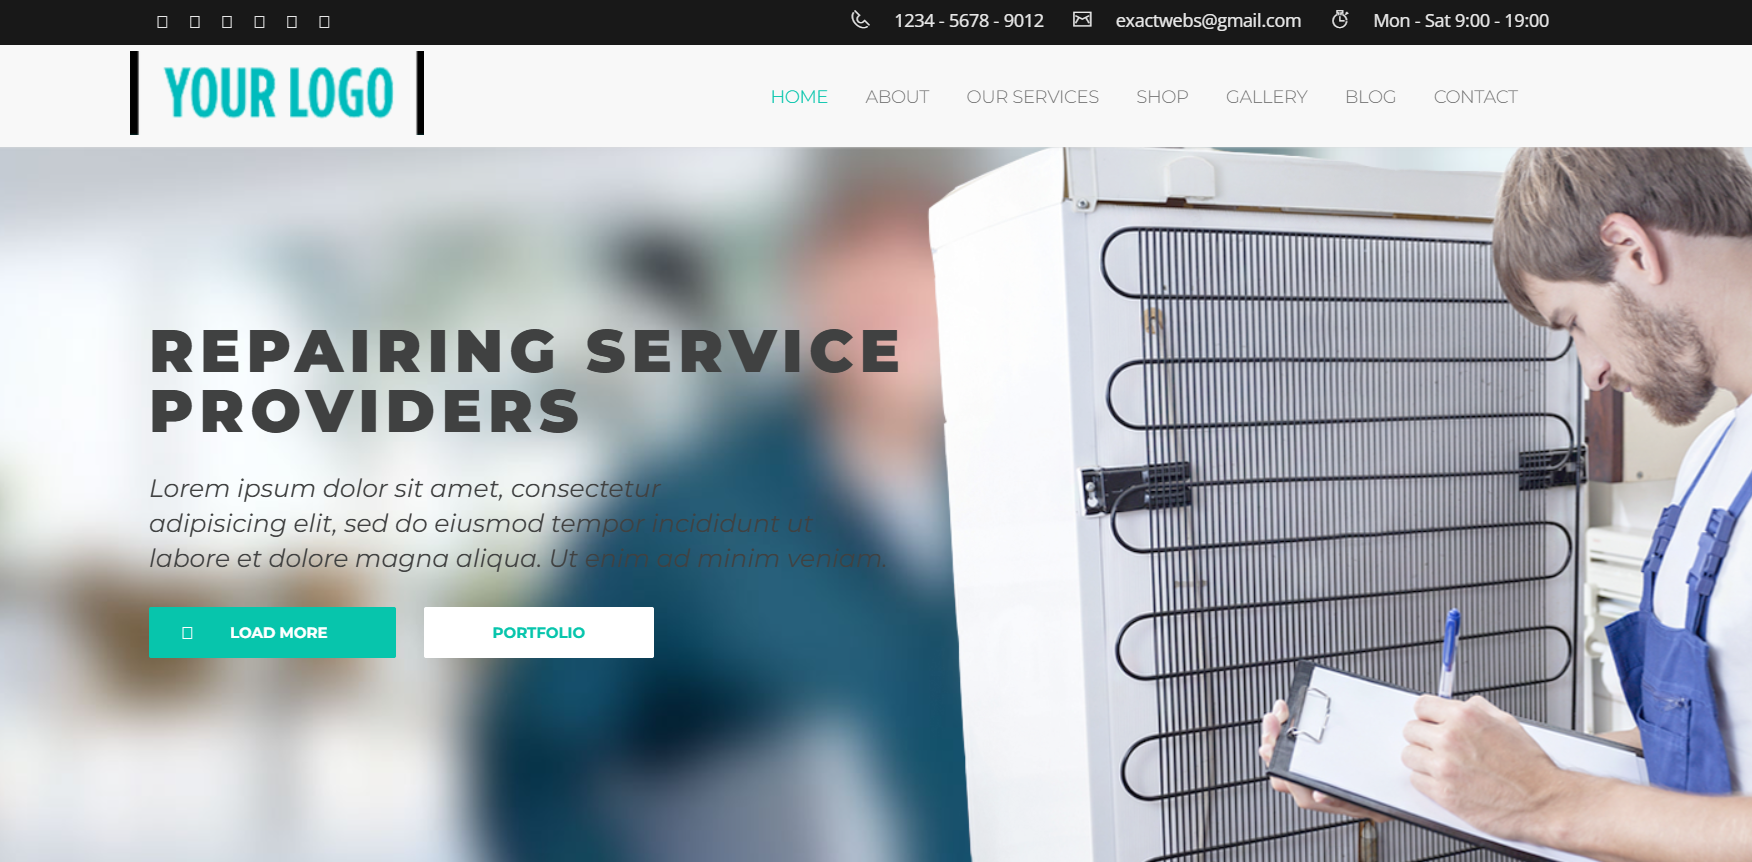 1234 - 5678 - 9012 exactwebs@gmail.com Mon - Sat 9:00 - 19:00
YOUR LOGO
HOME ABOUT OUR SERVICES SHOP GALLERY BLOG CONTACT
REPAIRING SERVICE
PROVIDERS
Lorem ipsum dolor sit amet, consectetur
adipisicing elit, sed do eiusmod tempor incididunt ut
labore et dolore magna aliqua. Ut enim ad minim veniam.
LOAD MORE PORTFOLIO